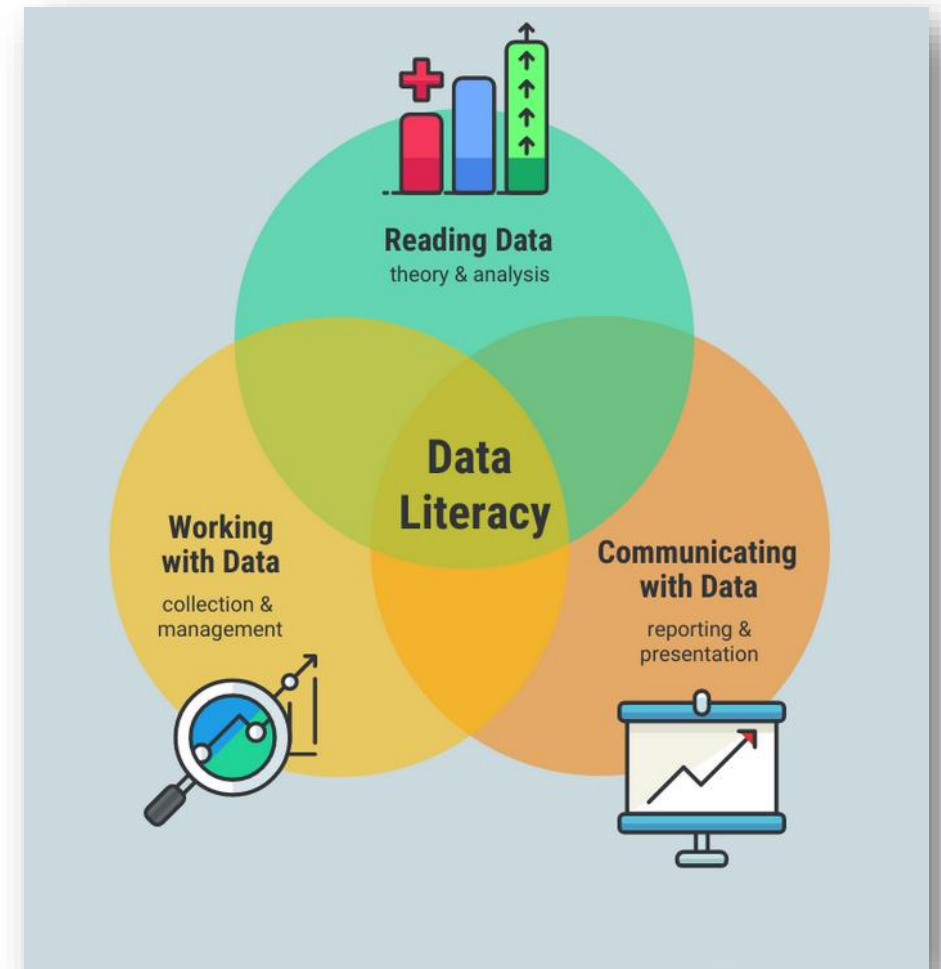 Reading Data
theory & analysis
Data
Literacy
Working
with Data
collection &
management
Communicating
with Data
reporting &
presentation